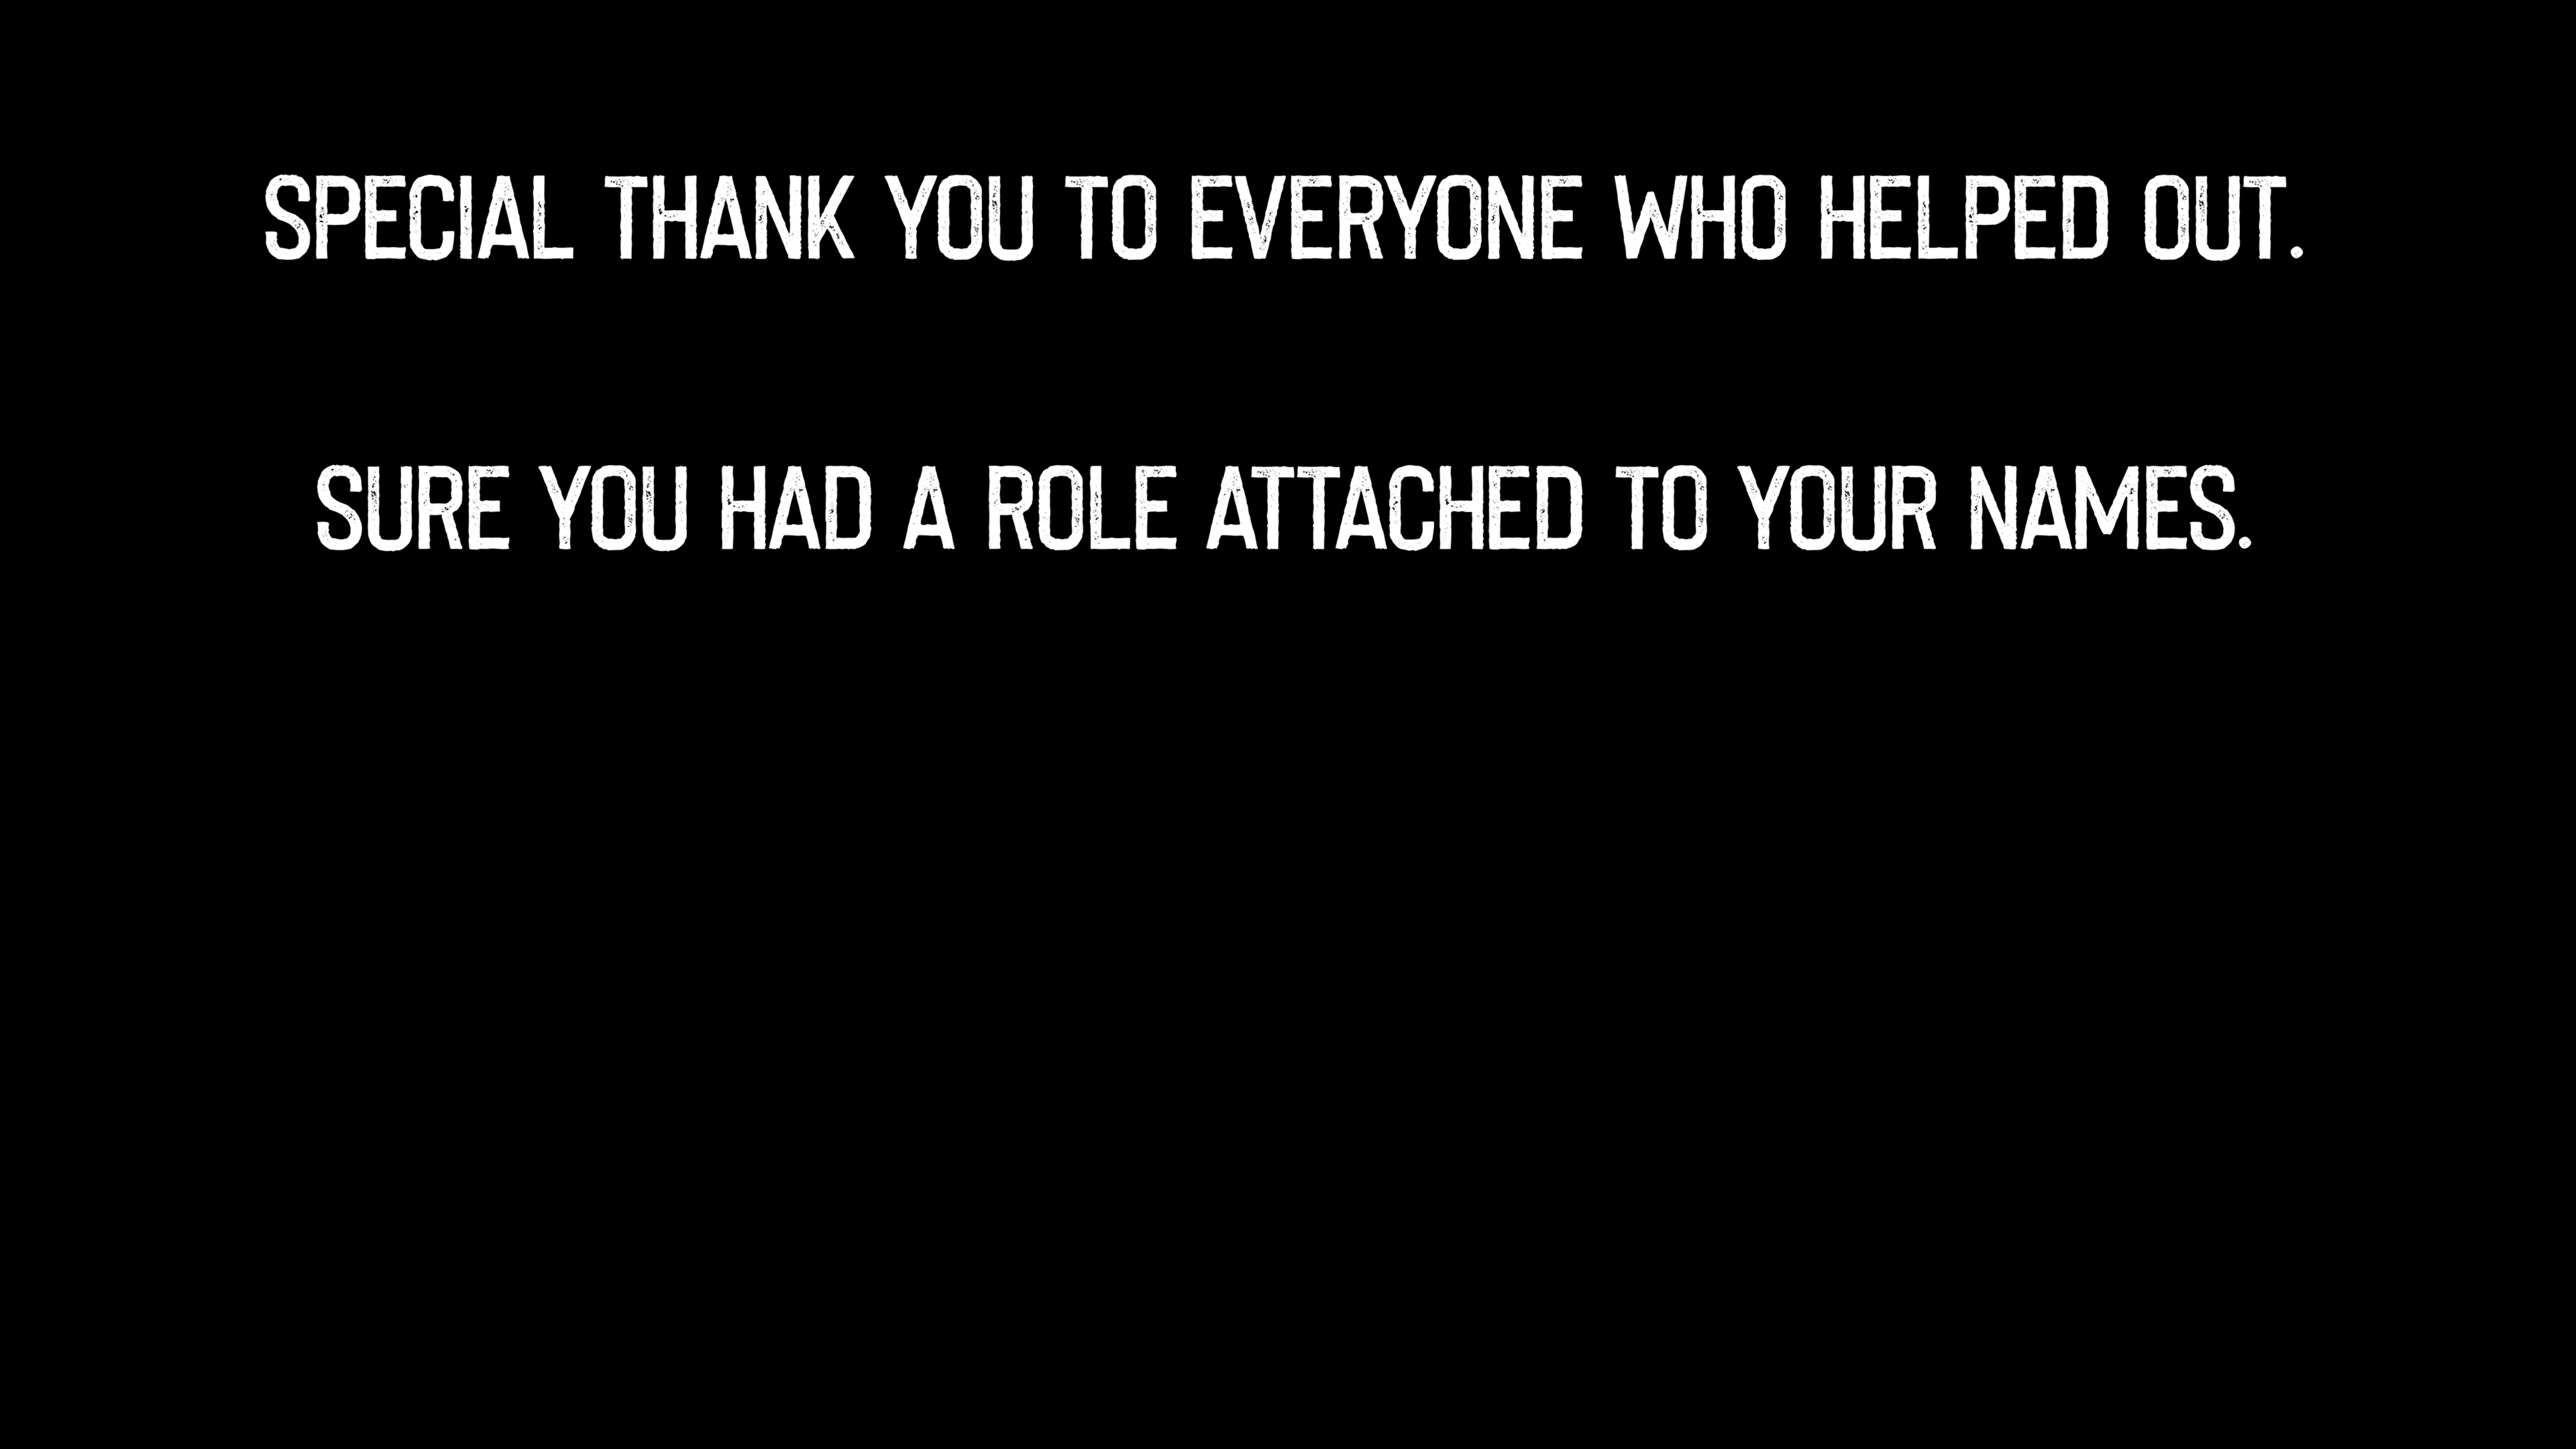 SPECIAL THANK YOU TO EVERYONE WHO HELPED OUT.
SURE YOU HAD A ROLE ATTACHED TO YOUR NAMES.